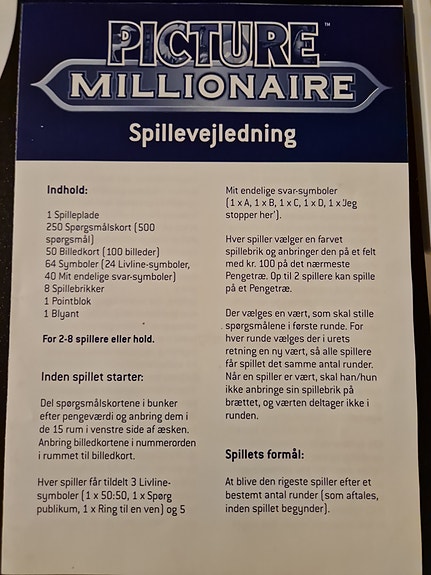 PICTURE™
MILLIONAIRE
Spillevejledning
Indhold:
1 Spilleplade
250 Spørgsmålskort (500
spørgsmål)
50 Billedkort (100 billeder)
64 Symboler (24 Livline-symboler,
40 Mit endelige svar-symboler)
8 Spillebrikker
1 Pointblok
1 Blyant
For 2-8 spillere eller hold.
Inden spillet starter:
Del spørgsmålskortene i bunker
efter pengeværdi og anbring dem i
de 15 rum i venstre side af æsken.
Anbring billedkortene i nummerorden
i rummet til billedkort.
Hver spiller får tildelt 3 Livline-
symboler (1 x 50:50, 1 x Spørg
publikum, 1 x Ring til en ven) og 5
Mit endelige svar-symboler
(1 x A, 1 x B, 1 x C, 1 x D, 1 x 'Jeg
stopper her').
Hver spiller vælger en farvet
spillebrik og anbringer den på et felt
med kr. 100 på det nærmeste
Pengetræ. Op til 2 spillere kan spille
på et Pengetræ.
Der vælges en vært, som skal stille
spørgsmålene i første runde. For
hver runde vælges der i urets
retning en ny vært, så alle spillere
får spillet det samme antal runder.
Når en spiller er vært, skal han/hun
ikke anbringe sin spillebrik på
brættet, og værten deltager ikke i
runden.
Spillets formål:
At blive den rigeste spiller efter et
bestemt antal runder (som aftales,
inden spillet begynder).